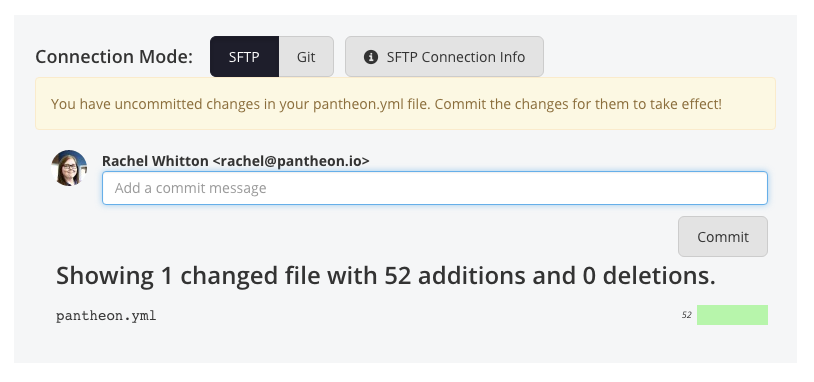 Connection Mode: SFTP Git SFTP Connection Info
You have uncommitted changes in your pantheon.yml file. Commit the changes for them to take effect!
Rachel Whitton <rachel@pantheon.io>
Add a commit message
Commit
Showing 1 changed file with 52 additions and 0 deletions.
pantheon.yml 52